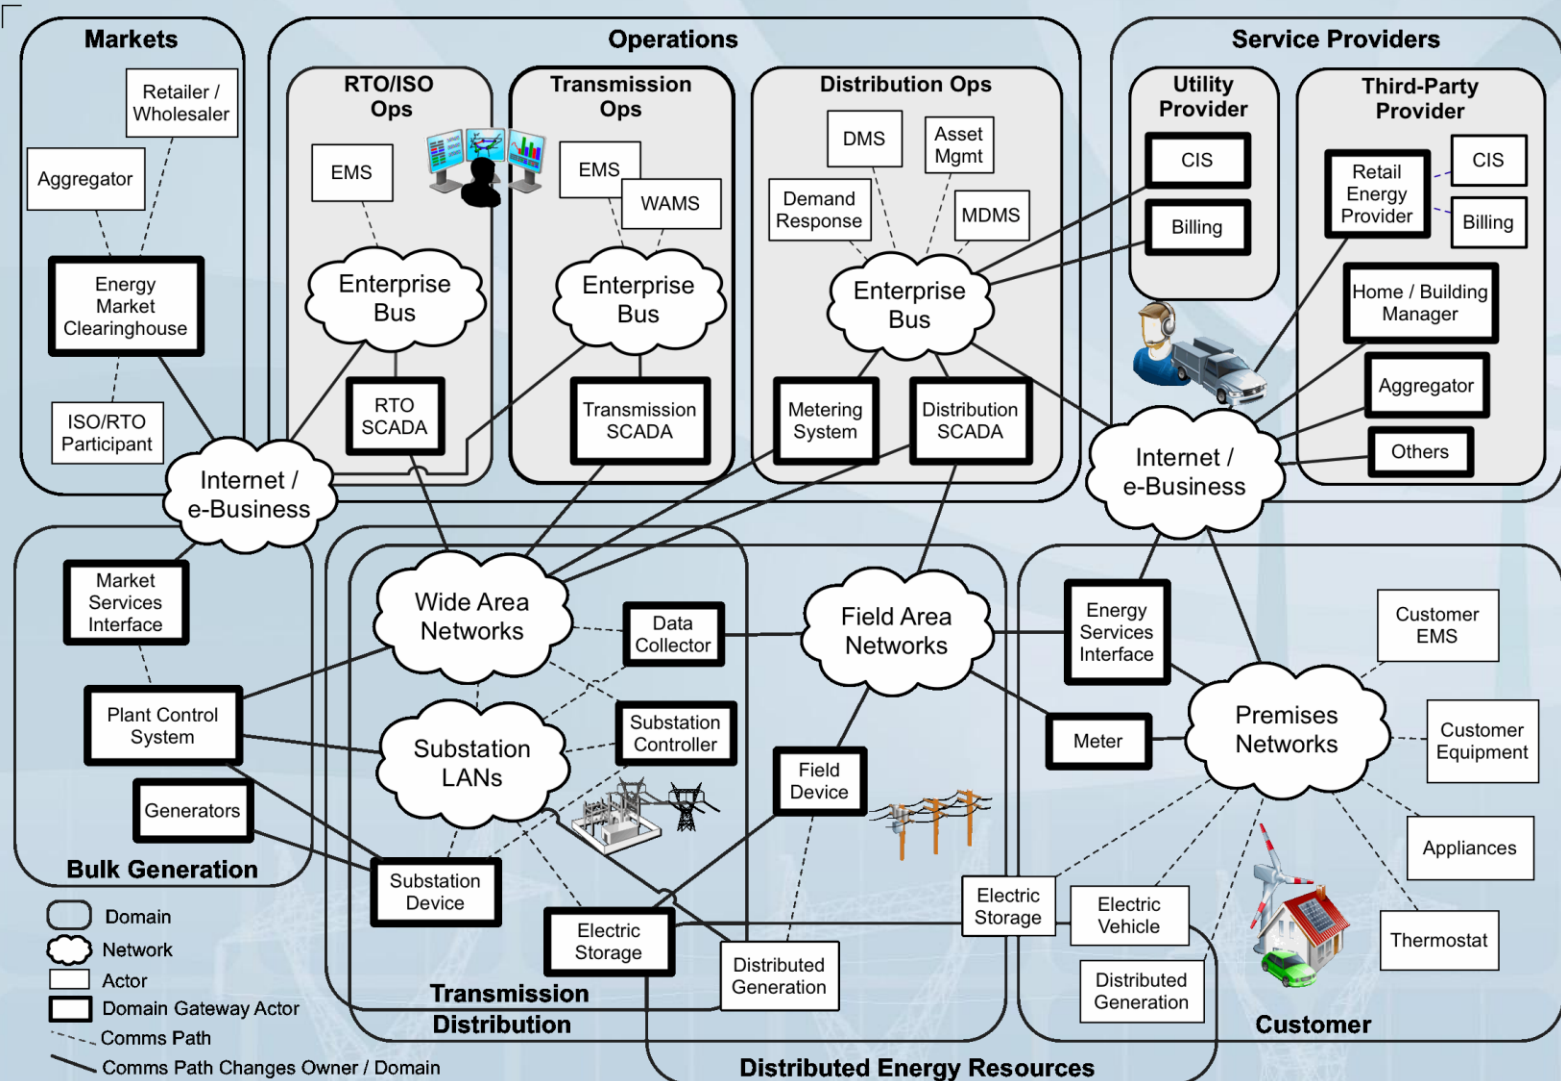 Markets
Retailer /
Wholesaler
Aggregator
Energy
Market
Clearinghouse
ISO/RTO
Participant
Operations
RTO/ISO
Ops
EMS
Enterprise
Bus
RTO
SCADA
Transmission
Ops
EMS
WAMS
Enterprise
Bus
Transmission
SCADA
Distribution Ops
DMS
Asset
Mgmt
Demand
Response
MDMS
Enterprise
Bus
Metering
System
Distribution
SCADA
Service Providers
Utility
Provider
CIS
Billing
Third-Party
Provider
Retail
Energy
Provider
CIS
Billing
Home / Building
Manager
Aggregator
Others
Internet /
e-Business
Internet /
e-Business
Market
Services
Interface
Plant Control
System
Generators
Bulk Generation
Wide Area
Networks
Data
Collector
Substation
LANs
Substation
Controller
Substation
Device
Electric
Storage
Distributed
Generation
Transmission
Distribution
Field Area
Networks
Field
Device
Energy
Services
Interface
Meter
Premises
Networks
Customer
EMS
Customer
Equipment
Appliances
Thermostat
Electric
Storage
Electric
Vehicle
Distributed
Generation
Customer
Distributed Energy Resources
Domain
Network
Actor
Domain Gateway Actor
Comms Path
Comms Path Changes Owner / Domain